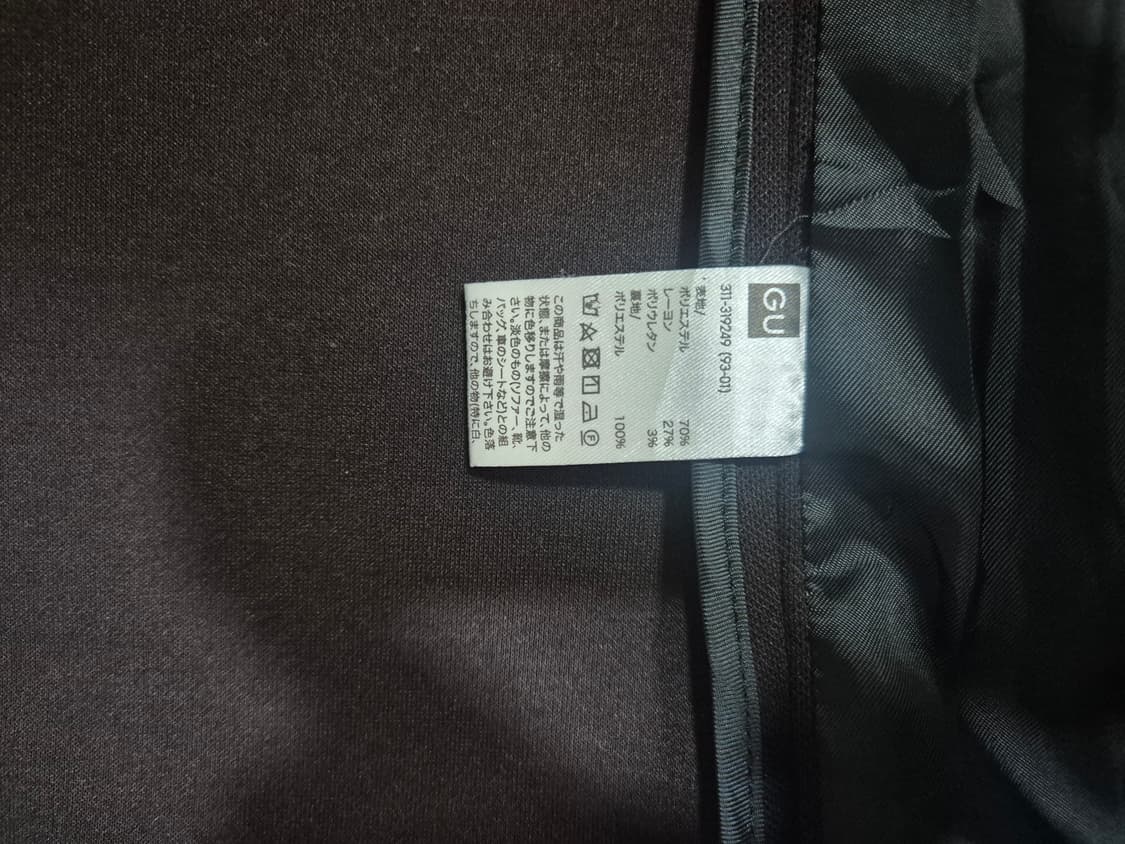 GU
311-319249 (93-01)
表地/
ポリエステル 70%
レーヨン 27%
ポリウレタン 3%
裏地/
ポリエステル 100%
F
この商品は汗や雨等で湿った
状態、または摩擦によって、他の
物に色移りしますのでご注意下
さい。淡色のもの(ソファー、靴、
バッグ、車のシートなど)との組
み合わせはお避け下さい。色落
ちしますので、他の物(特に白、